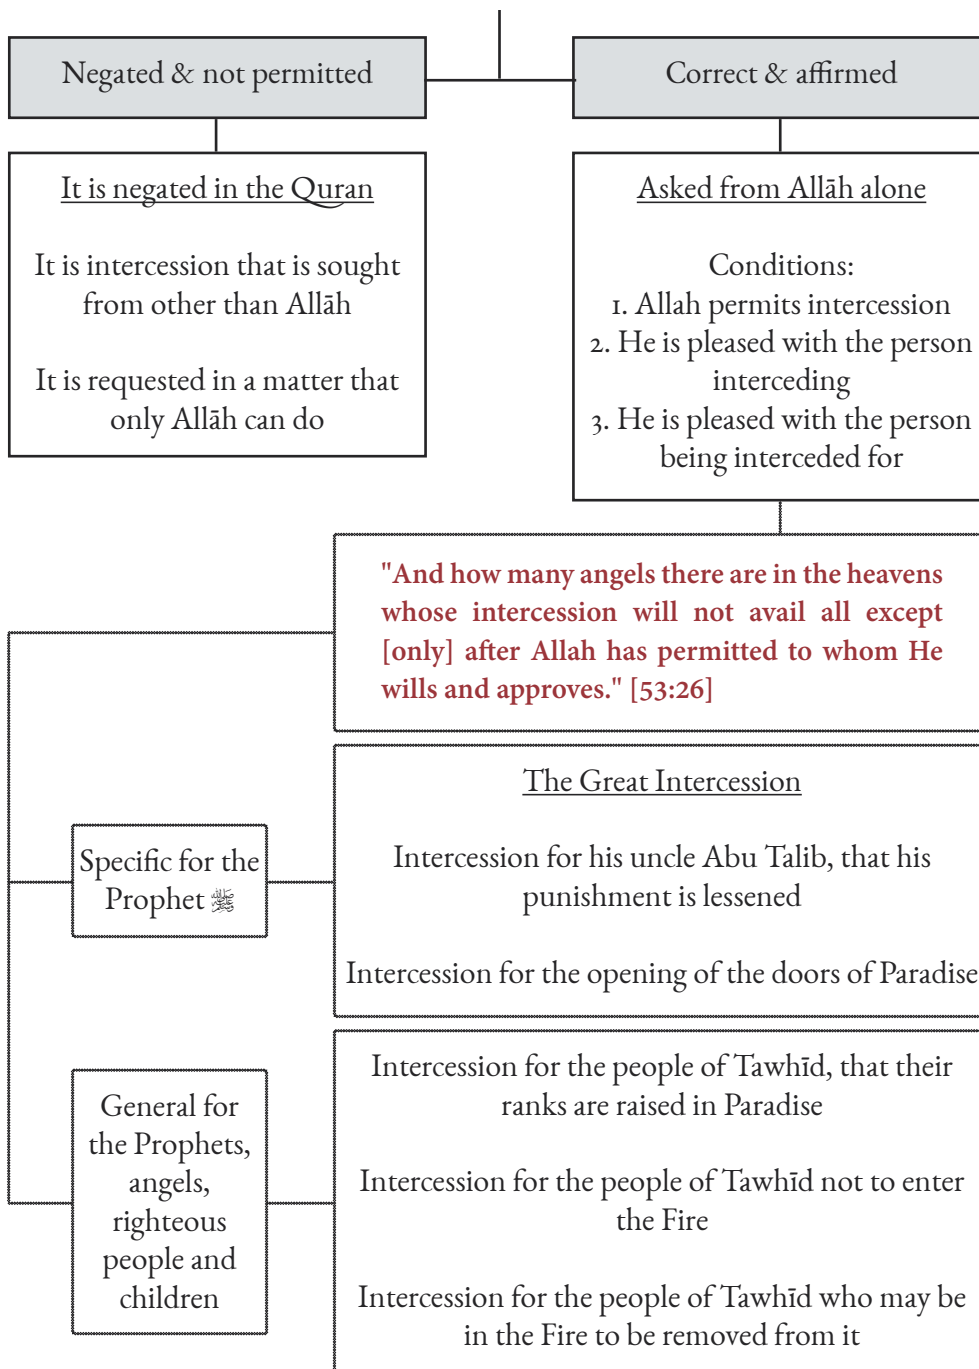 Negated & not permitted
Correct & affirmed
It is negated in the Quran
It is intercession that is sought
from other than Allāh
It is requested in a matter that
only Allāh can do
Asked from Allāh alone
Conditions:
1. Allah permits intercession
2. He is pleased with the person
interceding
3. He is pleased with the person
being interceded for
"And how many angels there are in the heavens
whose intercession will not avail all except
[only] after Allah has permitted to whom He
wills and approves." [53:26]
Specific for the
Prophet ﷺ
The Great Intercession
Intercession for his uncle Abu Talib, that his
punishment is lessened
Intercession for the opening of the doors of Paradise
General for
the Prophets,
angels,
righteous
people and
children
Intercession for the people of Tawhīd, that their
ranks are raised in Paradise
Intercession for the people of Tawhīd not to enter
the Fire
Intercession for the people of Tawhīd who may be
in the Fire to be removed from it